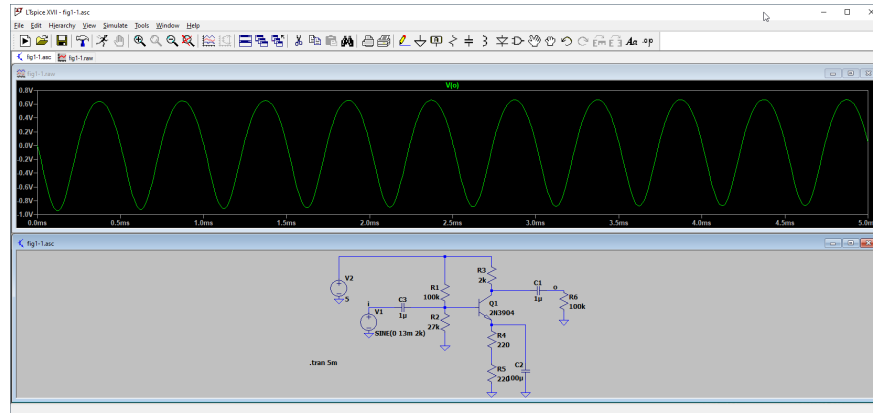 LTspice XVII - fig1-1.asc
File Edit Hierarchy View Simulate Tools Window Help
Aa .op
fig1-1.asc fig1-1.raw
fig1-1.raw
V(o)
0.8V
0.6V
0.4V
0.2V
0.0V
-0.2V
-0.4V
-0.6V
-0.8V
-1.0V
0.0ms 0.5ms 1.0ms 1.5ms 2.0ms 2.5ms 3.0ms 3.5ms 4.0ms 4.5ms 5.0m
fig1-1.asc
V2
5
R3
2k
R1
100k
C1
1µ
o
R6
100k
i
C3
1µ
V1
SINE(0 13m 2k)
R2
27k
Q1
2N3904
R4
220
C2
100µ
R5
220
.tran 5m